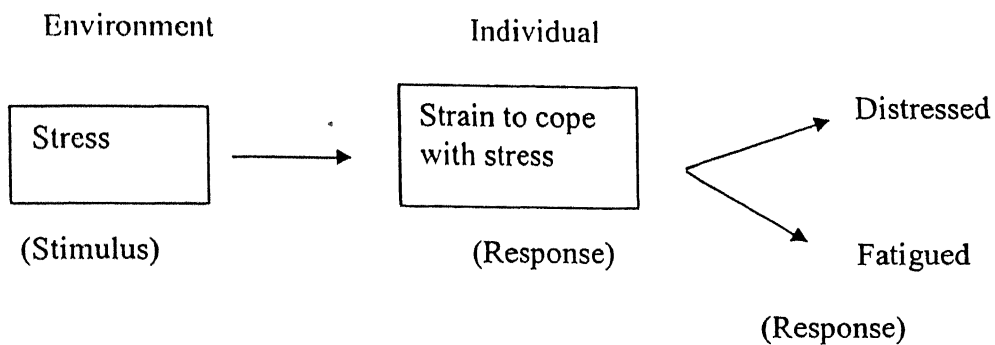 Environment
Individual
Stress
Strain to cope
with stress
Distressed
(Stimulus)
(Response)
Fatigued
(Response)